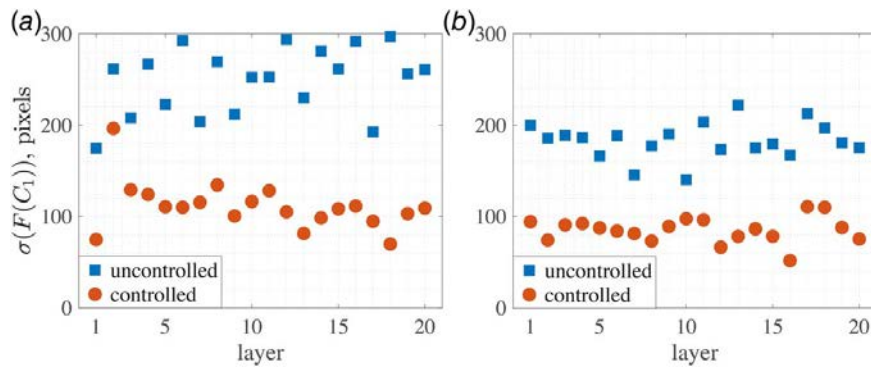 (a)
300
200
100
0
σ(F(C₁)), pixels
uncontrolled
controlled
1 5 10 15 20
layer
(b)
300
200
100
0
uncontrolled
controlled
1 5 10 15 20
layer